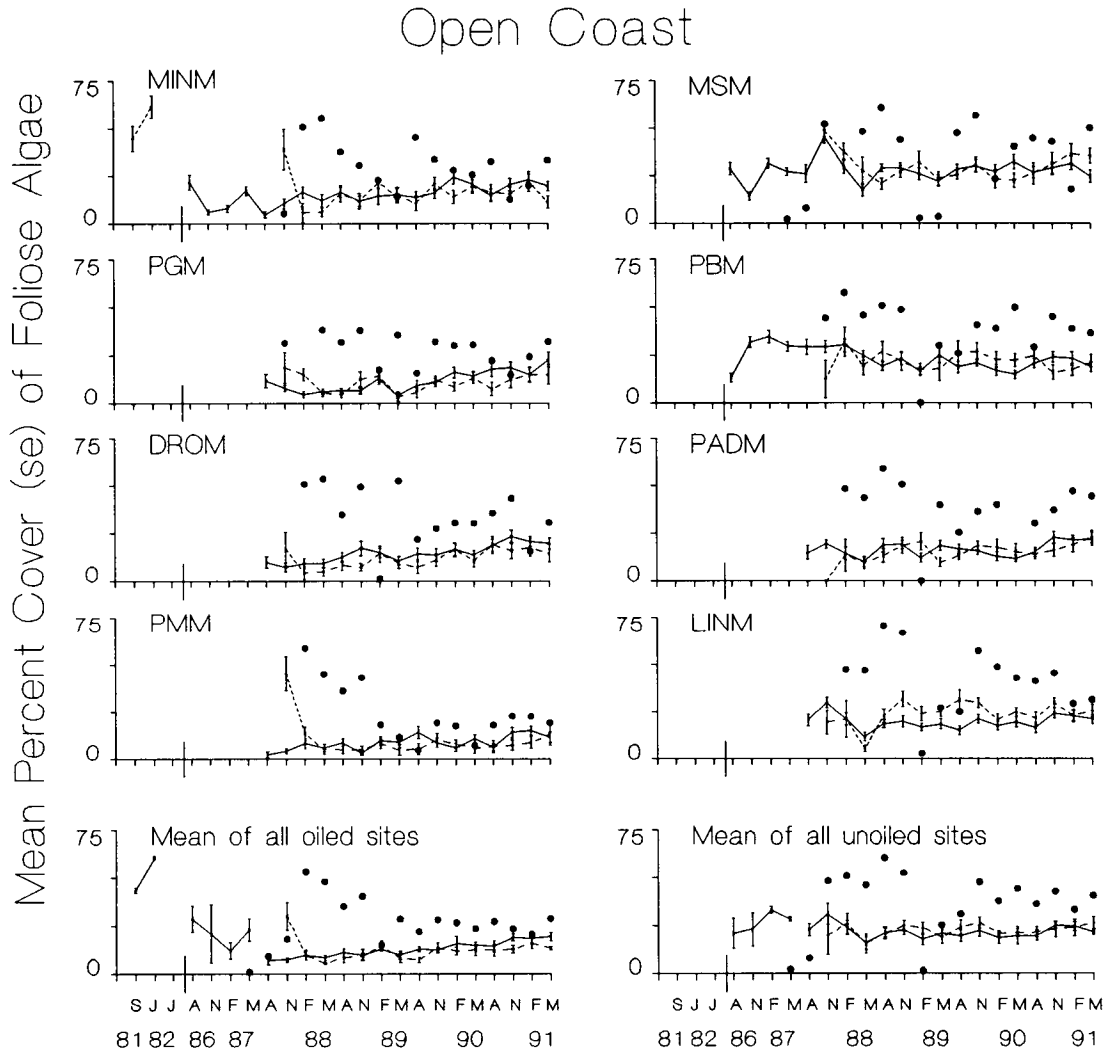 Open Coast
Mean Percent Cover (se) of Foliose Algae
75
MINM
0
75
MSM
0
75
PGM
0
75
PBM
0
75
DROM
0
75
PADM
0
75
PMM
0
75
LINM
0
75
Mean of all oiled sites
0
75
Mean of all unoiled sites
0
S J J A N F M A N F M A N F M A N F M A N F M
81 82 86 87 88 89 90 91
S J J A N F M A N F M A N F M A N F M A N F M
81 82 86 87 88 89 90 91